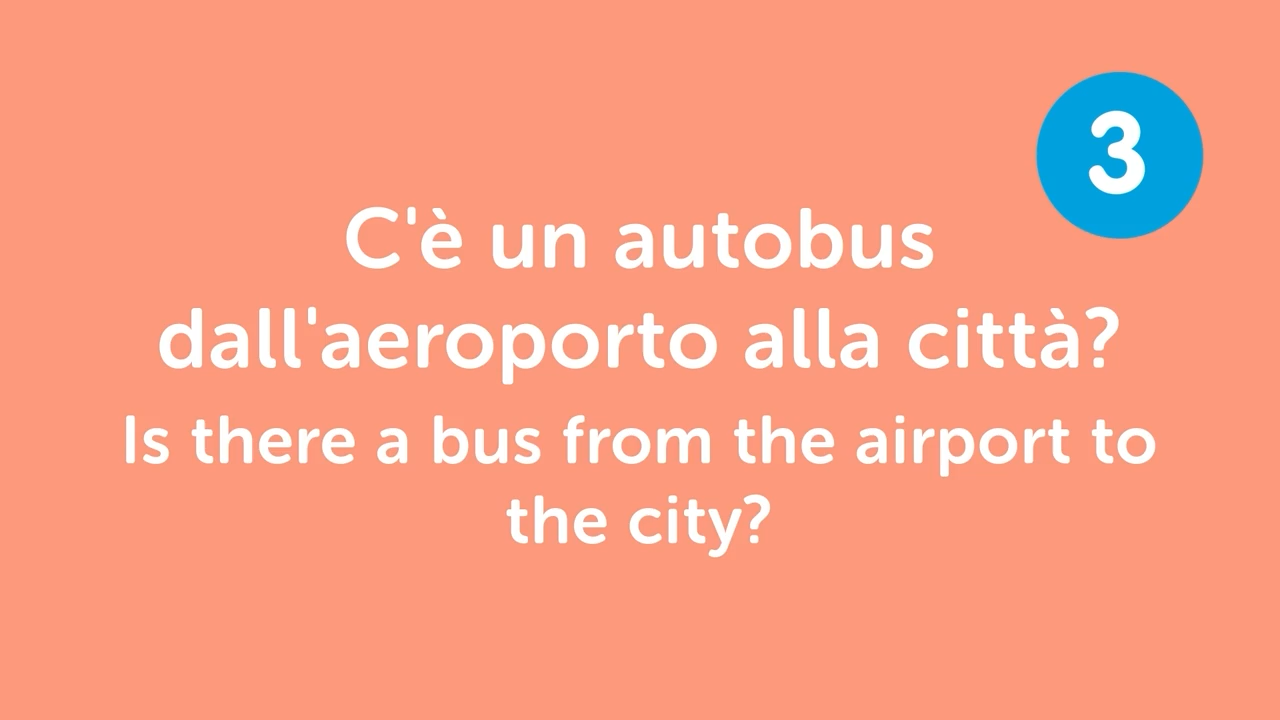 3
C'è un autobus
dall'aeroporto alla città?
Is there a bus from the airport to
the city?